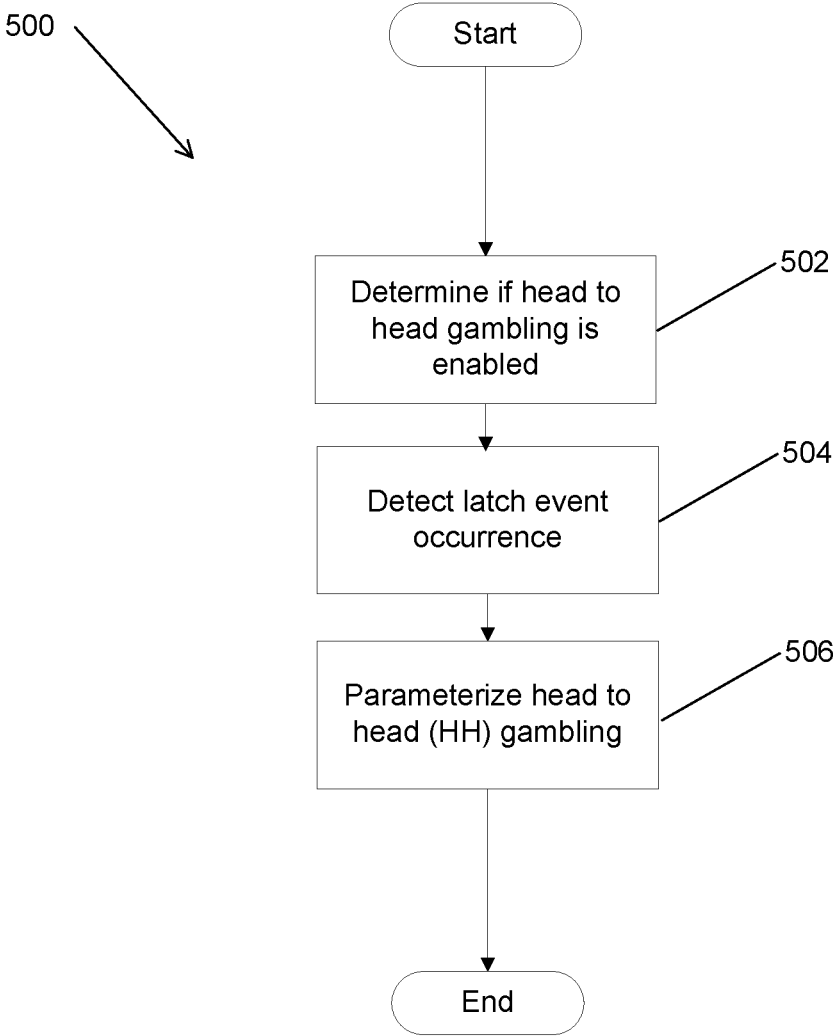 500
Start
502
Determine if head to
head gambling is
enabled
504
Detect latch event
occurrence
506
Parameterize head to
head (HH) gambling
End